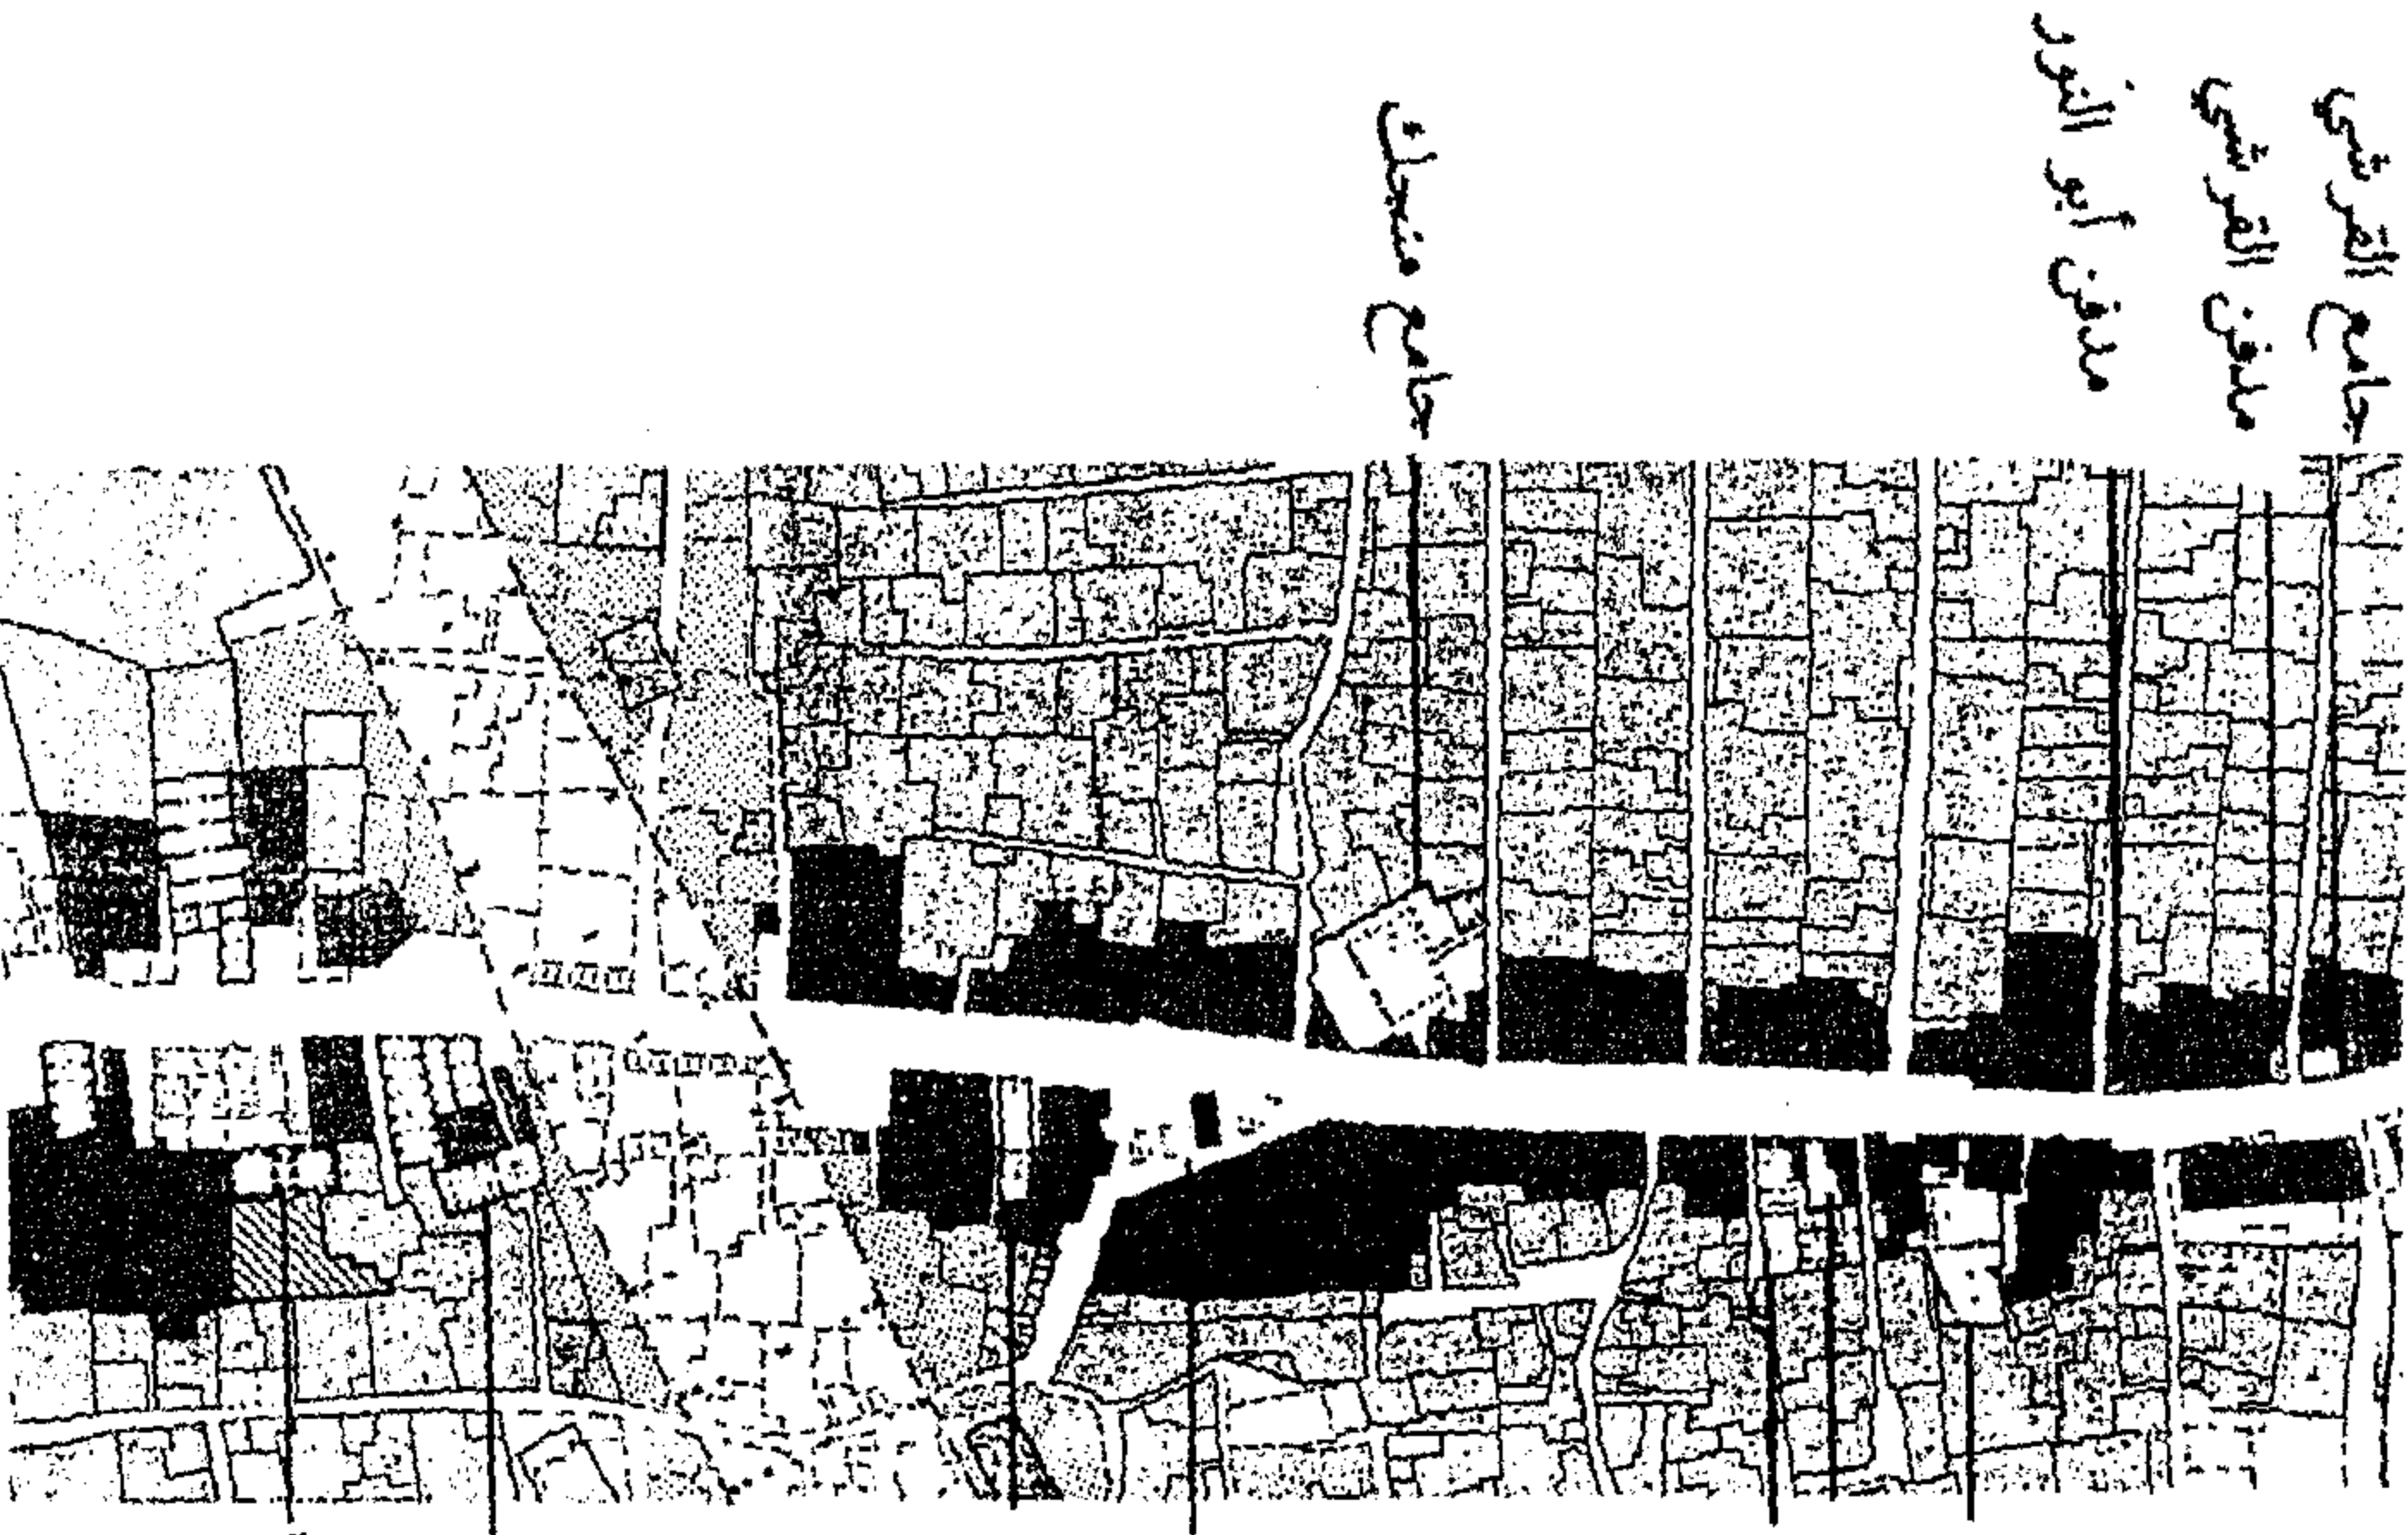 جامع القرشي
مدفن القرشي
مدفن أبو النور
جامع منجك